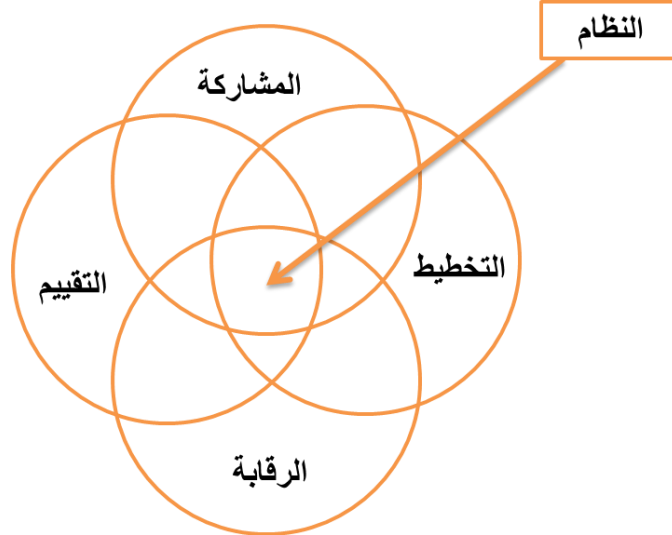 النظام
المشاركة
التخطيط
التقييم
الرقابة